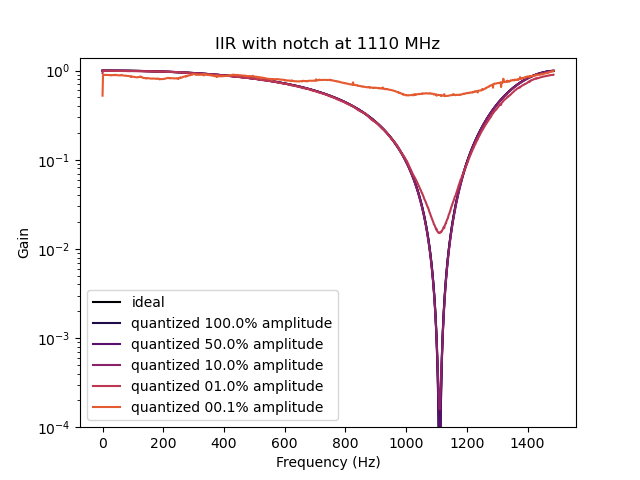 IIR with notch at 1110 MHz
Gain
10⁰
10⁻¹
10⁻²
10⁻³
10⁻⁴
ideal
quantized 100.0% amplitude
quantized 50.0% amplitude
quantized 10.0% amplitude
quantized 01.0% amplitude
quantized 00.1% amplitude
0 200 400 600 800 1000 1200 1400
Frequency (Hz)